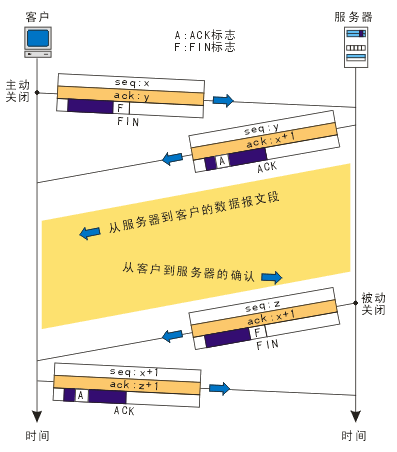 客户
服务器
A:ACK标志
F:FIN标志
主动
关闭
seq:x
ack:y
F
FIN
seq:y
ack:x+1
A
ACK
从服务器到客户的数据报文段
从客户到服务器的确认
被动
关闭
seq:z
ack:x+1
F
FIN
seq:x+1
ack:z+1
A
ACK
时间
时间